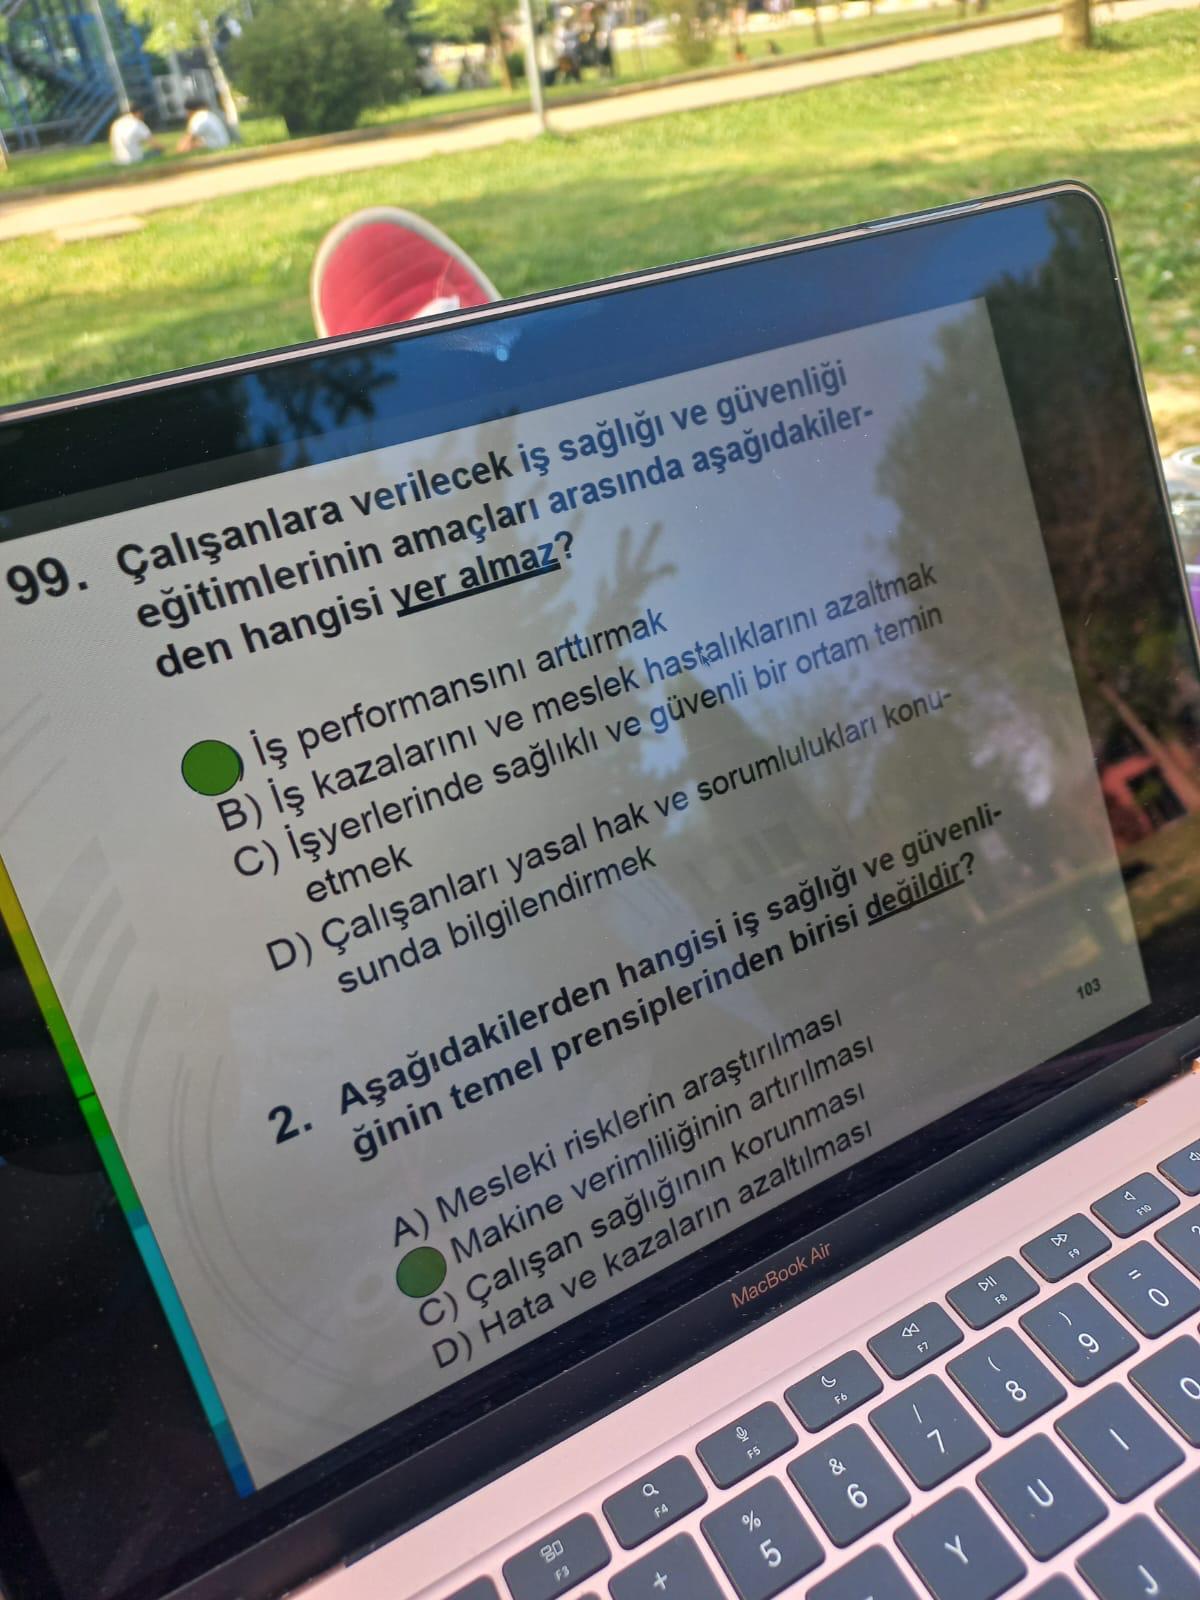 99. Çalışanlara verilecek iş sağlığı ve güvenliği
eğitimlerinin amaçları arasında aşağıdakiler-
den hangisi yer almaz?
) İş performansını arttırmak
B) İş kazalarını ve meslek hastalıklarını azaltmak
C) İşyerlerinde sağlıklı ve güvenli bir ortam temin
etmek
D) Çalışanları yasal hak ve sorumlulukları konu-
sunda bilgilendirmek
2. Aşağıdakilerden hangisi iş sağlığı ve güvenli-
ğinin temel prensiplerinden birisi değildir?
A) Mesleki risklerin araştırılması
Makine verimliliğinin artırılması
C) Çalışan sağlığının korunması
D) Hata ve kazaların azaltılması
103
MacBook Air
F3
F4
F5
F6
F7
F8
F9
F10
+
% 5
& 6
/ 7
( 8
) 9
= 0
Y
U
I
J